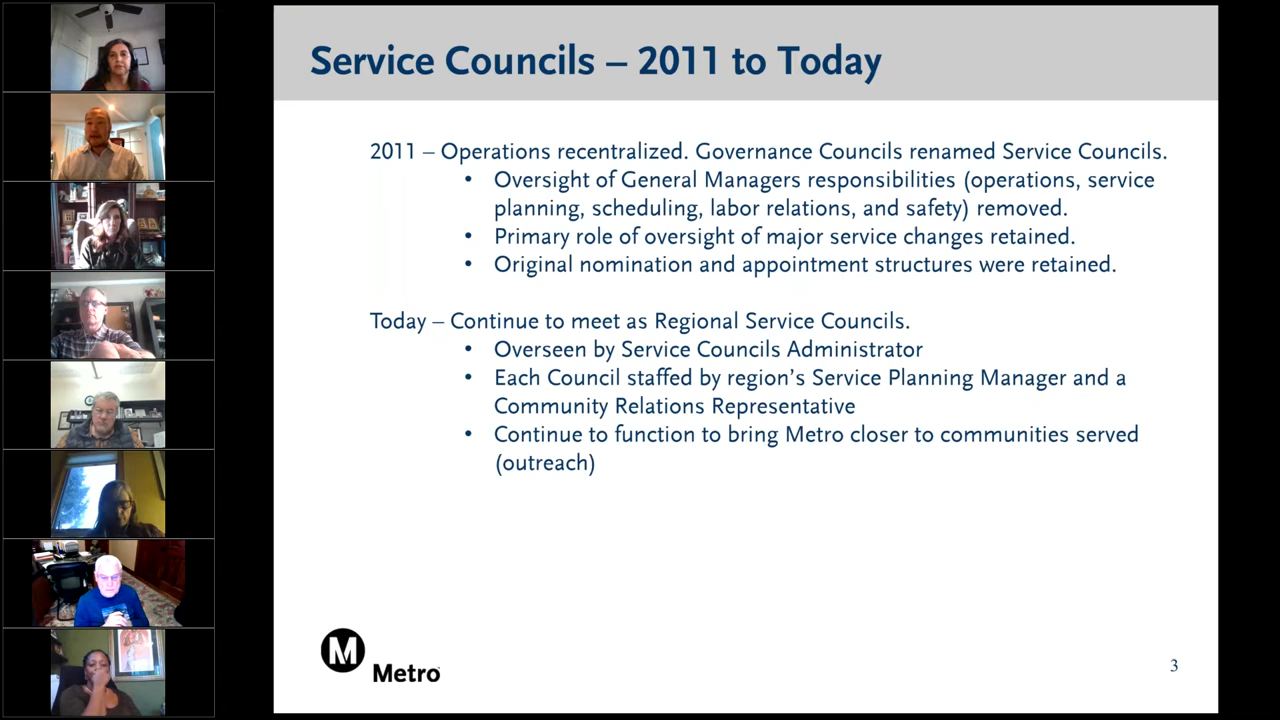 Service Councils – 2011 to Today
2011 – Operations recentralized. Governance Councils renamed Service Councils.
• Oversight of General Managers responsibilities (operations, service
planning, scheduling, labor relations, and safety) removed.
• Primary role of oversight of major service changes retained.
• Original nomination and appointment structures were retained.
Today – Continue to meet as Regional Service Councils.
• Overseen by Service Councils Administrator
• Each Council staffed by region’s Service Planning Manager and a
Community Relations Representative
• Continue to function to bring Metro closer to communities served
(outreach)
M
Metro
3